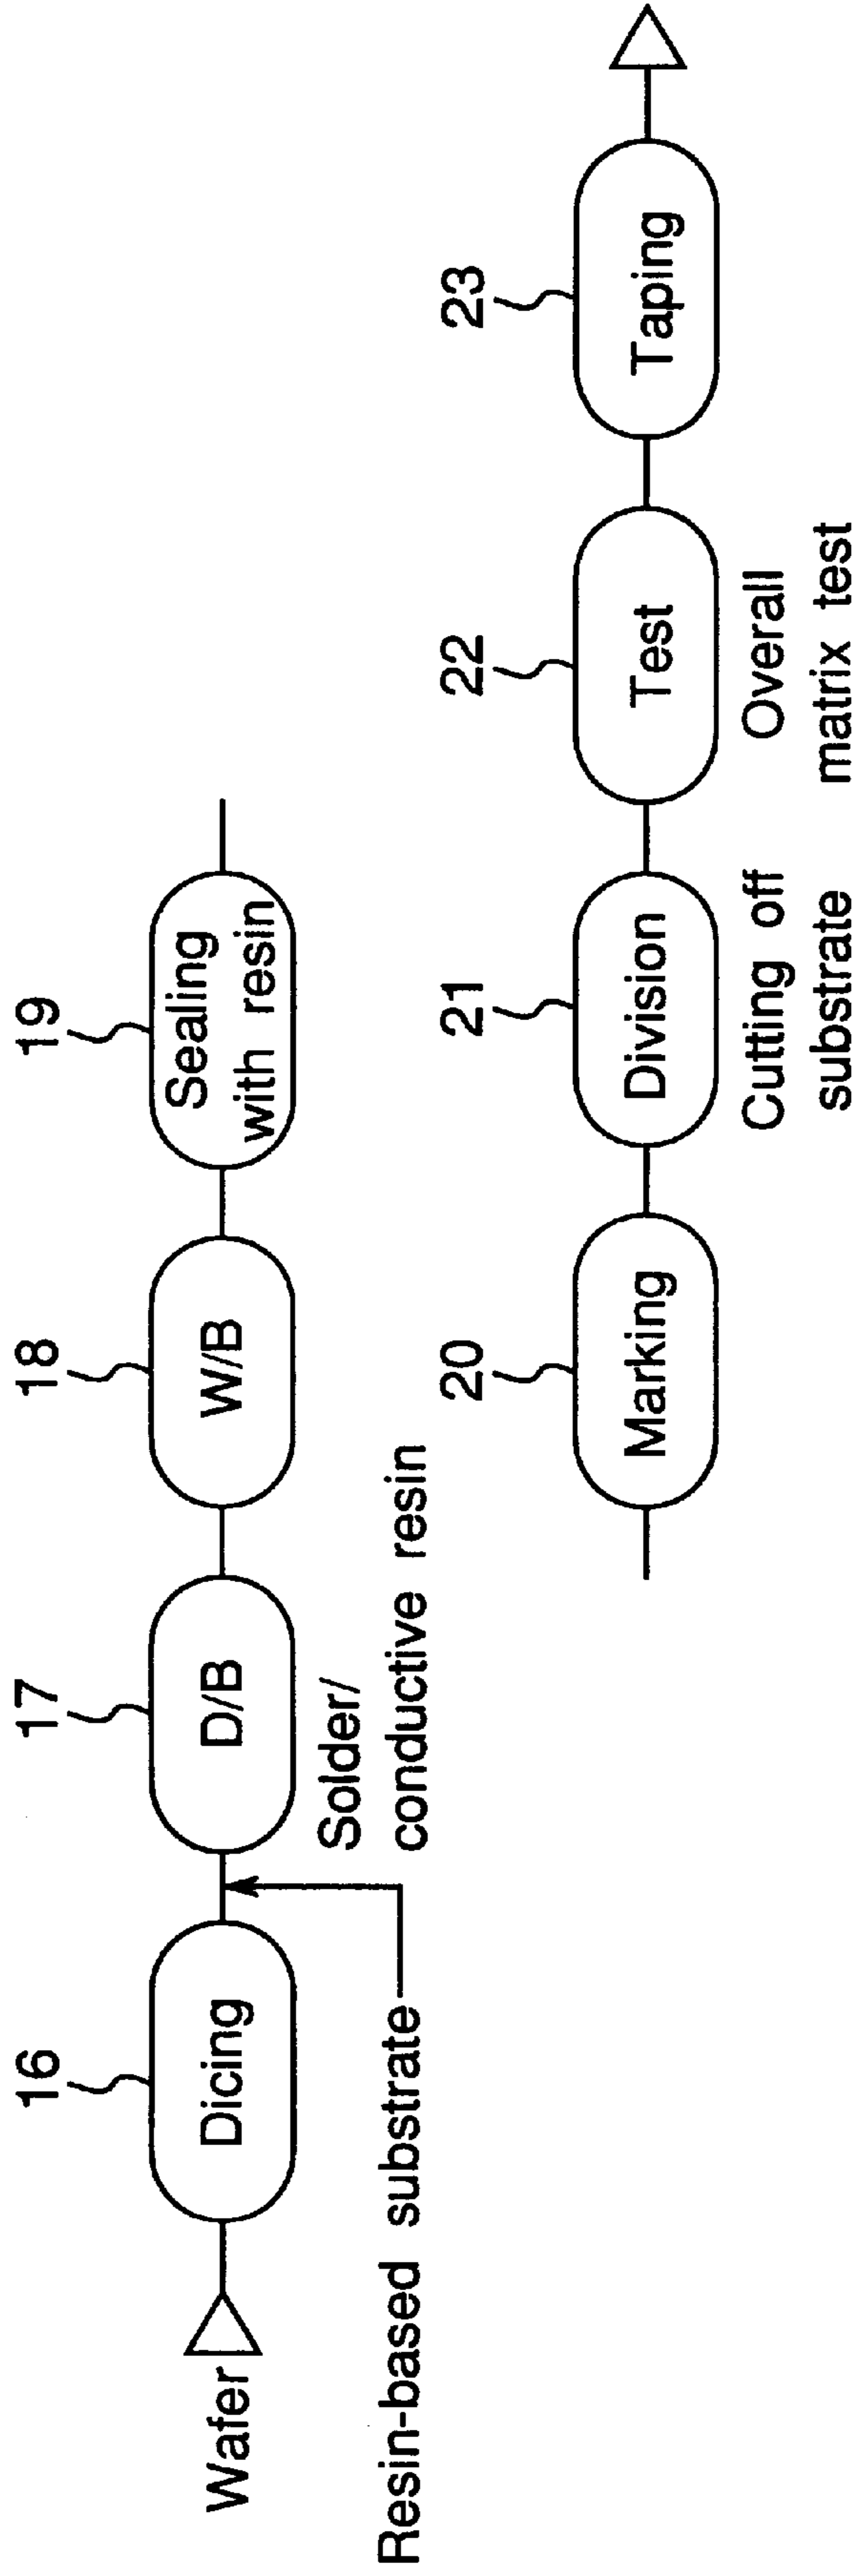 16
17
18
19
Wafer
Dicing
D/B
W/B
Sealing
with resin
Solder/
conductive resin
Resin-based substrate
20
21
22
23
Marking
Division
Test
Taping
Cutting off
substrate
Overall
matrix test